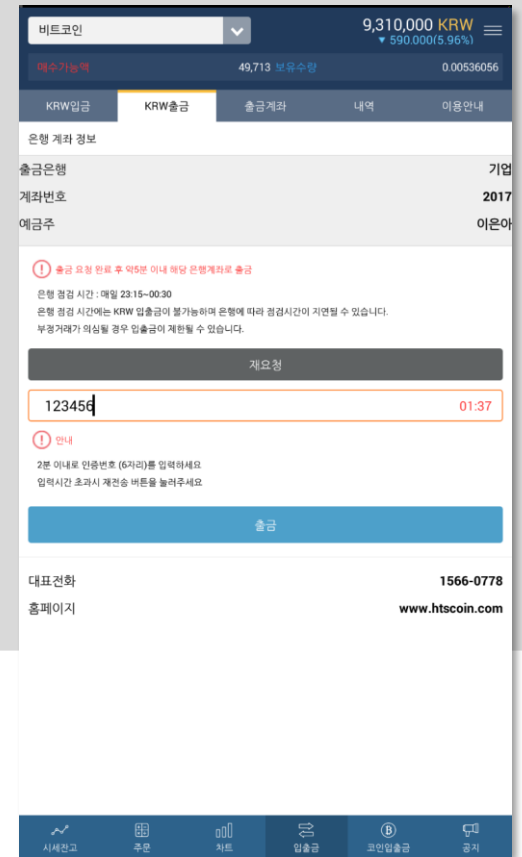 비트코인
9,310,000 KRW
▼ 590.000(5.96%)
매수가능액 49,713 보유수량 0.00536056
KRW입금 KRW출금 출금계좌 내역 이용안내
은행 계좌 정보
출금은행 기업
계좌번호 2017
예금주 이은아
출금 요청 완료 후 약5분 이내 해당 은행계좌로 출금
은행 점검 시간 : 매일 23:15~00:30
은행 점검 시간에는 KRW 입출금이 불가능하며 은행에 따라 점검시간이 지연될 수 있습니다.
부정거래가 의심될 경우 입출금이 제한될 수 있습니다.
재요청
123456 01:37
안내
2분 이내로 인증번호 (6자리)를 입력하세요
입력시간 초과시 재전송 버튼을 눌러주세요
출금
대표전화 1566-0778
홈페이지 www.htscoin.com
시세잔고 주문 차트 입출금 코인입출금 공지